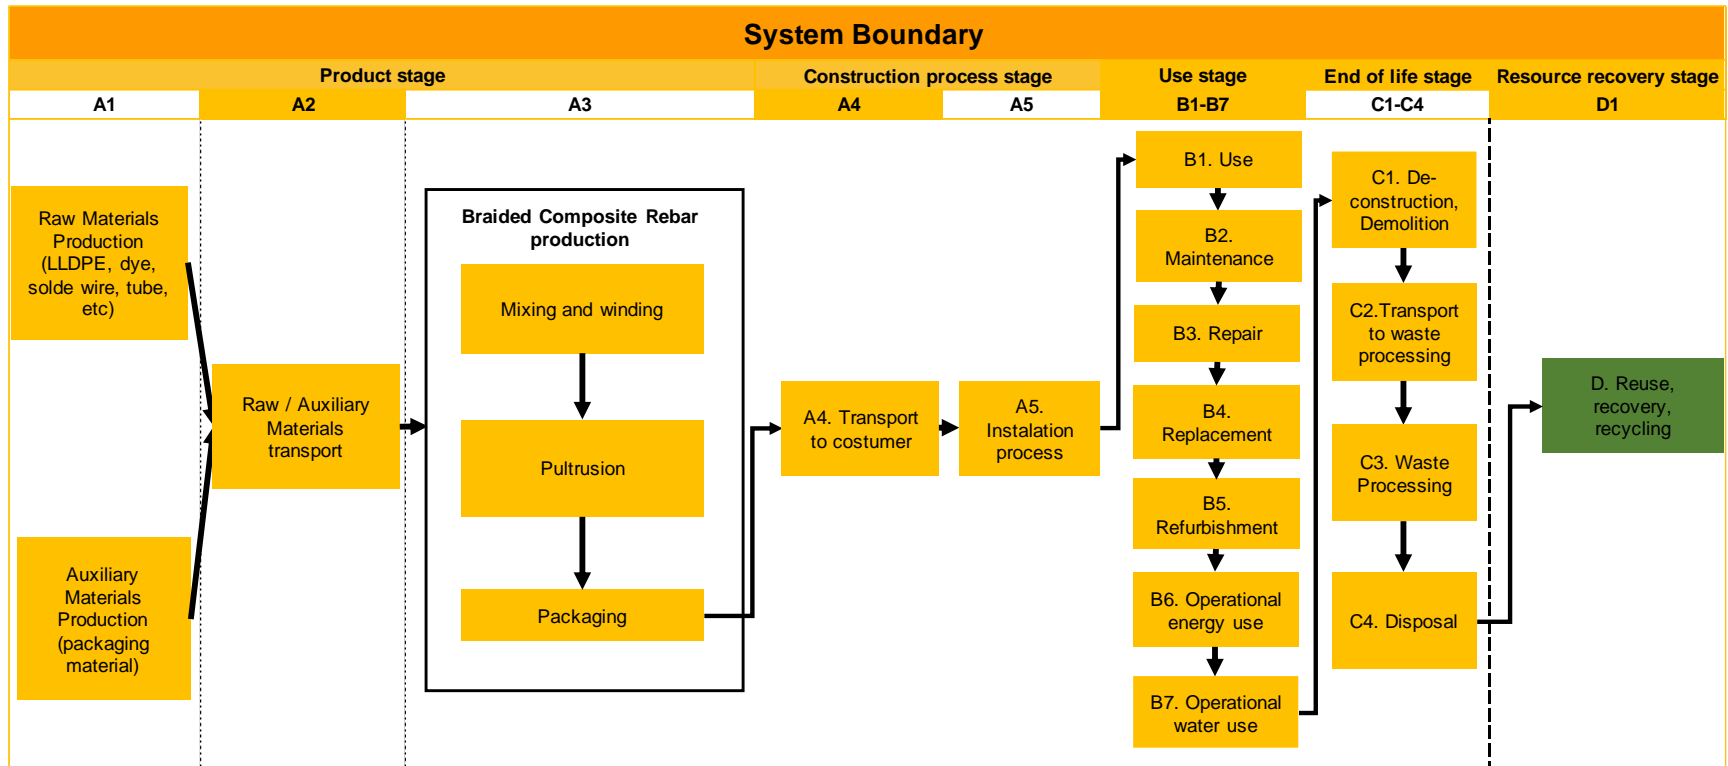 System Boundary
Product stage
Construction process stage
Use stage
End of life stage
Resource recovery stage
A1
A2
A3
A4
A5
B1-B7
C1-C4
D1
Raw Materials
Production
(LLDPE, dye,
solde wire, tube,
etc)
Auxiliary
Materials
Production
(packaging
material)
Raw / Auxiliary
Materials
transport
Braided Composite Rebar
production
Mixing and winding
Pultrusion
Packaging
A4. Transport
to costumer
A5.
Instalation
process
B1. Use
B2.
Maintenance
B3. Repair
B4.
Replacement
B5.
Refurbishment
B6. Operational
energy use
B7. Operational
water use
C1. De-
construction,
Demolition
C2.Transport
to waste
processing
C3. Waste
Processing
C4. Disposal
D. Reuse,
recovery,
recycling